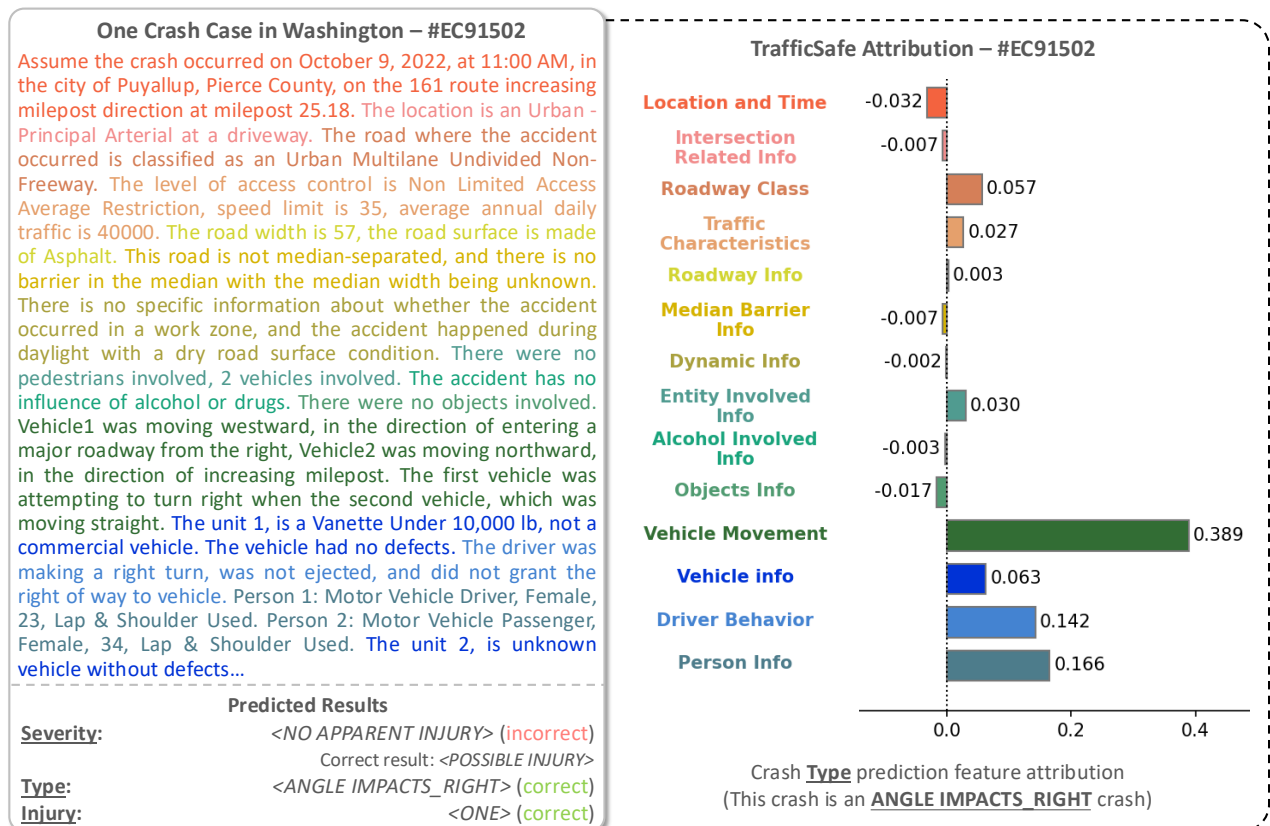 One Crash Case in Washington – #EC91502
Assume the crash occurred on October 9, 2022, at 11:00 AM, in
the city of Puyallup, Pierce County, on the 161 route increasing
milepost direction at milepost 25.18. The location is an Urban -
Principal Arterial at a driveway. The road where the accident
occurred is classified as an Urban Multilane Undivided Non-
Freeway. The level of access control is Non Limited Access
Average Restriction, speed limit is 35, average annual daily
traffic is 40000. The road width is 57, the road surface is made
of Asphalt. This road is not median-separated, and there is no
barrier in the median with the median width being unknown.
There is no specific information about whether the accident
occurred in a work zone, and the accident happened during
daylight with a dry road surface condition. There were no
pedestrians involved, 2 vehicles involved. The accident has no
influence of alcohol or drugs. There were no objects involved.
Vehicle1 was moving westward, in the direction of entering a
major roadway from the right, Vehicle2 was moving northward,
in the direction of increasing milepost. The first vehicle was
attempting to turn right when the second vehicle, which was
moving straight. The unit 1, is a Vanette Under 10,000 lb, not a
commercial vehicle. The vehicle had no defects. The driver was
making a right turn, was not ejected, and did not grant the
right of way to vehicle. Person 1: Motor Vehicle Driver, Female,
23, Lap & Shoulder Used. Person 2: Motor Vehicle Passenger,
Female, 34, Lap & Shoulder Used. The unit 2, is unknown
vehicle without defects…
Predicted Results
Severity: <NO APPARENT INJURY> (incorrect)
Correct result: <POSSIBLE INJURY>
Type: <ANGLE IMPACTS_RIGHT> (correct)
Injury: <ONE> (correct)
TrafficSafe Attribution – #EC91502
Location and Time -0.032
Intersection
Related Info -0.007
Roadway Class 0.057
Traffic
Characteristics 0.027
Roadway Info 0.003
Median Barrier
Info -0.007
Dynamic Info -0.002
Entity Involved
Info 0.030
Alcohol Involved
Info -0.003
Objects Info -0.017
Vehicle Movement 0.389
Vehicle info 0.063
Driver Behavior 0.142
Person Info 0.166
0.0 0.2 0.4
Crash Type prediction feature attribution
(This crash is an ANGLE IMPACTS_RIGHT crash)